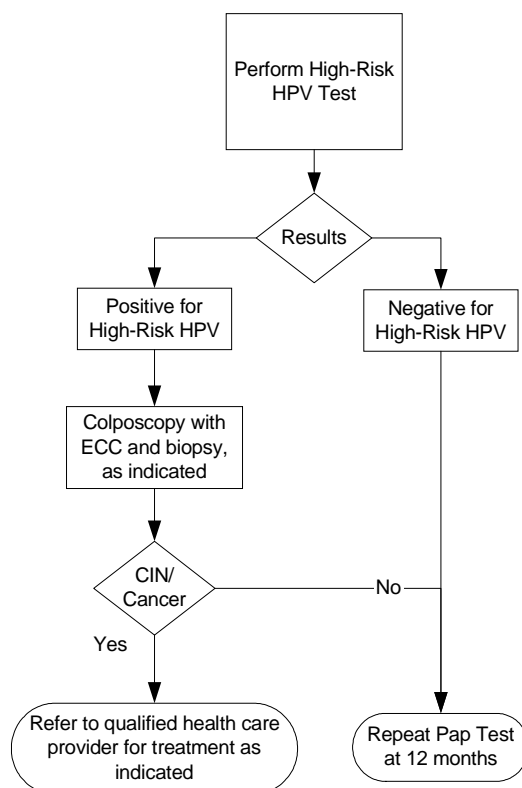 Perform High-Risk
HPV Test
Results
Positive for
High-Risk HPV
Negative for
High-Risk HPV
Colposcopy with
ECC and biopsy,
as indicated
CIN/
Cancer
No
Yes
Refer to qualified health care
provider for treatment as
indicated
Repeat Pap Test
at 12 months